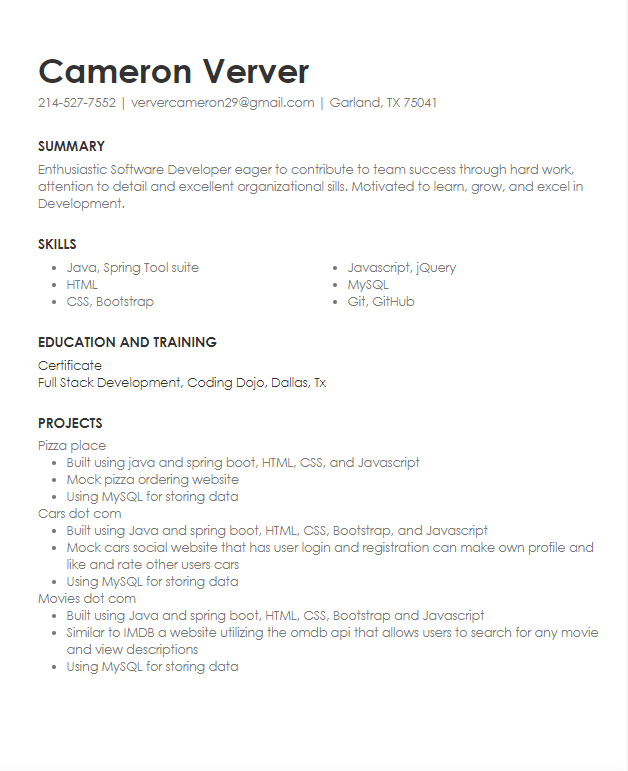 Cameron Verver
214-527-7552 | ververcameron29@gmail.com | Garland, TX 75041
SUMMARY
Enthusiastic Software Developer eager to contribute to team success through hard work,
attention to detail and excellent organizational sills. Motivated to learn, grow, and excel in
Development.
SKILLS
• Java, Spring Tool suite
• HTML
• CSS, Bootstrap
• Javascript, jQuery
• MySQL
• Git, GitHub
EDUCATION AND TRAINING
Certificate
Full Stack Development, Coding Dojo, Dallas, Tx
PROJECTS
Pizza place
• Built using java and spring boot, HTML, CSS, and Javascript
• Mock pizza ordering website
• Using MySQL for storing data
Cars dot com
• Built using Java and spring boot, HTML, CSS, Bootstrap, and Javascript
• Mock cars social website that has user login and registration can make own profile and
like and rate other users cars
• Using MySQL for storing data
Movies dot com
• Built using Java and spring boot, HTML, CSS, Bootstrap and Javascript
• Similar to IMDB a website utilizing the omdb api that allows users to search for any movie
and view descriptions
• Using MySQL for storing data